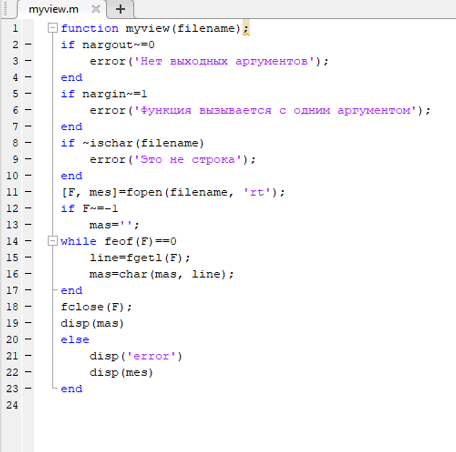 myview.m
1 function myview(filename);
2 if nargout~=0
3 error('Нет выходных аргументов');
4 end
5 if nargin~=1
6 error('Функция вызывается с одним аргументом');
7 end
8 if ~ischar(filename)
9 error('Это не строка');
10 end
11 [F, mes]=fopen(filename, 'rt');
12 if F~=-1
13 mas='';
14 while feof(F)==0
15 line=fgetl(F);
16 mas=char(mas, line);
17 end
18 fclose(F);
19 disp(mas)
20 else
21 disp('error')
22 disp(mes)
23 end
24